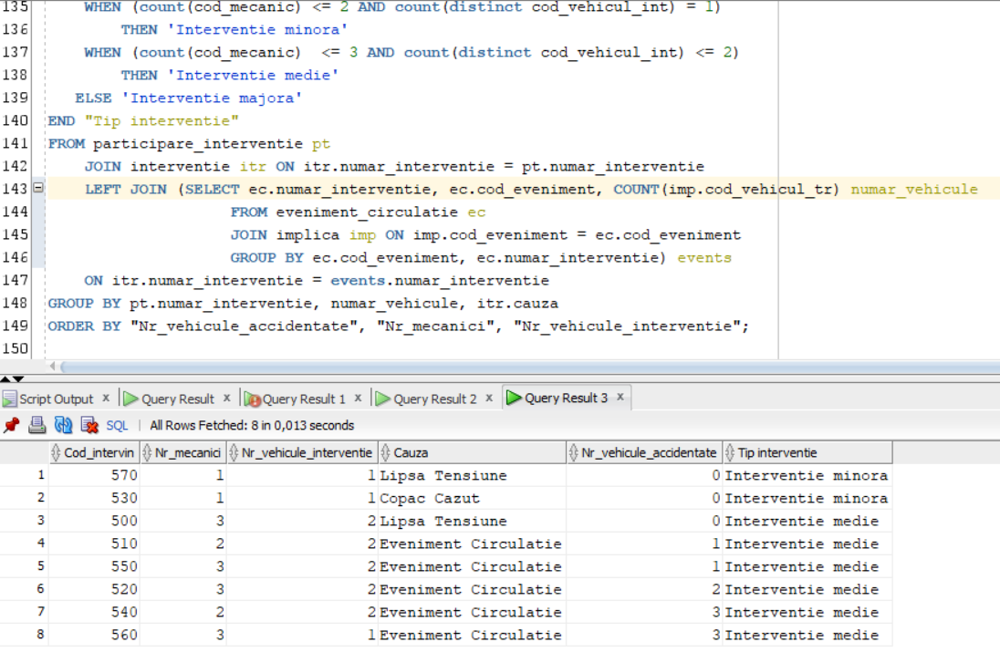 135 WHEN (count(cod_mecanic) <= 2 AND count(distinct cod_vehicul_int) = 1)
136 THEN 'Interventie minora'
137 WHEN (count(cod_mecanic)  <= 3 AND count(distinct cod_vehicul_int) <= 2)
138 THEN 'Interventie medie'
139 ELSE 'Interventie majora'
140 END "Tip interventie"
141 FROM participare_interventie pt
142 JOIN interventie itr ON itr.numar_interventie = pt.numar_interventie
143 LEFT JOIN (SELECT ec.numar_interventie, ec.cod_eveniment, COUNT(imp.cod_vehicul_tr) numar_vehicule
144 FROM eveniment_circulatie ec
145 JOIN implica imp ON imp.cod_eveniment = ec.cod_eveniment
146 GROUP BY ec.cod_eveniment, ec.numar_interventie) events
147 ON itr.numar_interventie = events.numar_interventie
148 GROUP BY pt.numar_interventie, numar_vehicule, itr.cauza
149 ORDER BY "Nr_vehicule_accidentate", "Nr_mecanici", "Nr_vehicule_interventie";
150
Script Output x Query Result x Query Result 1 x Query Result 2 x Query Result 3 x
SQL | All Rows Fetched: 8 in 0,013 seconds
Cod_intervin Nr_mecanici Nr_vehicule_interventie Cauza Nr_vehicule_accidentate Tip interventie
1 570 1 1 Lipsa Tensiune 0 Interventie minora
2 530 1 1 Copac Cazut 0 Interventie minora
3 500 3 2 Lipsa Tensiune 0 Interventie medie
4 510 2 2 Eveniment Circulatie 1 Interventie medie
5 550 3 2 Eveniment Circulatie 1 Interventie medie
6 520 3 2 Eveniment Circulatie 2 Interventie medie
7 540 2 2 Eveniment Circulatie 3 Interventie medie
8 560 3 1 Eveniment Circulatie 3 Interventie medie